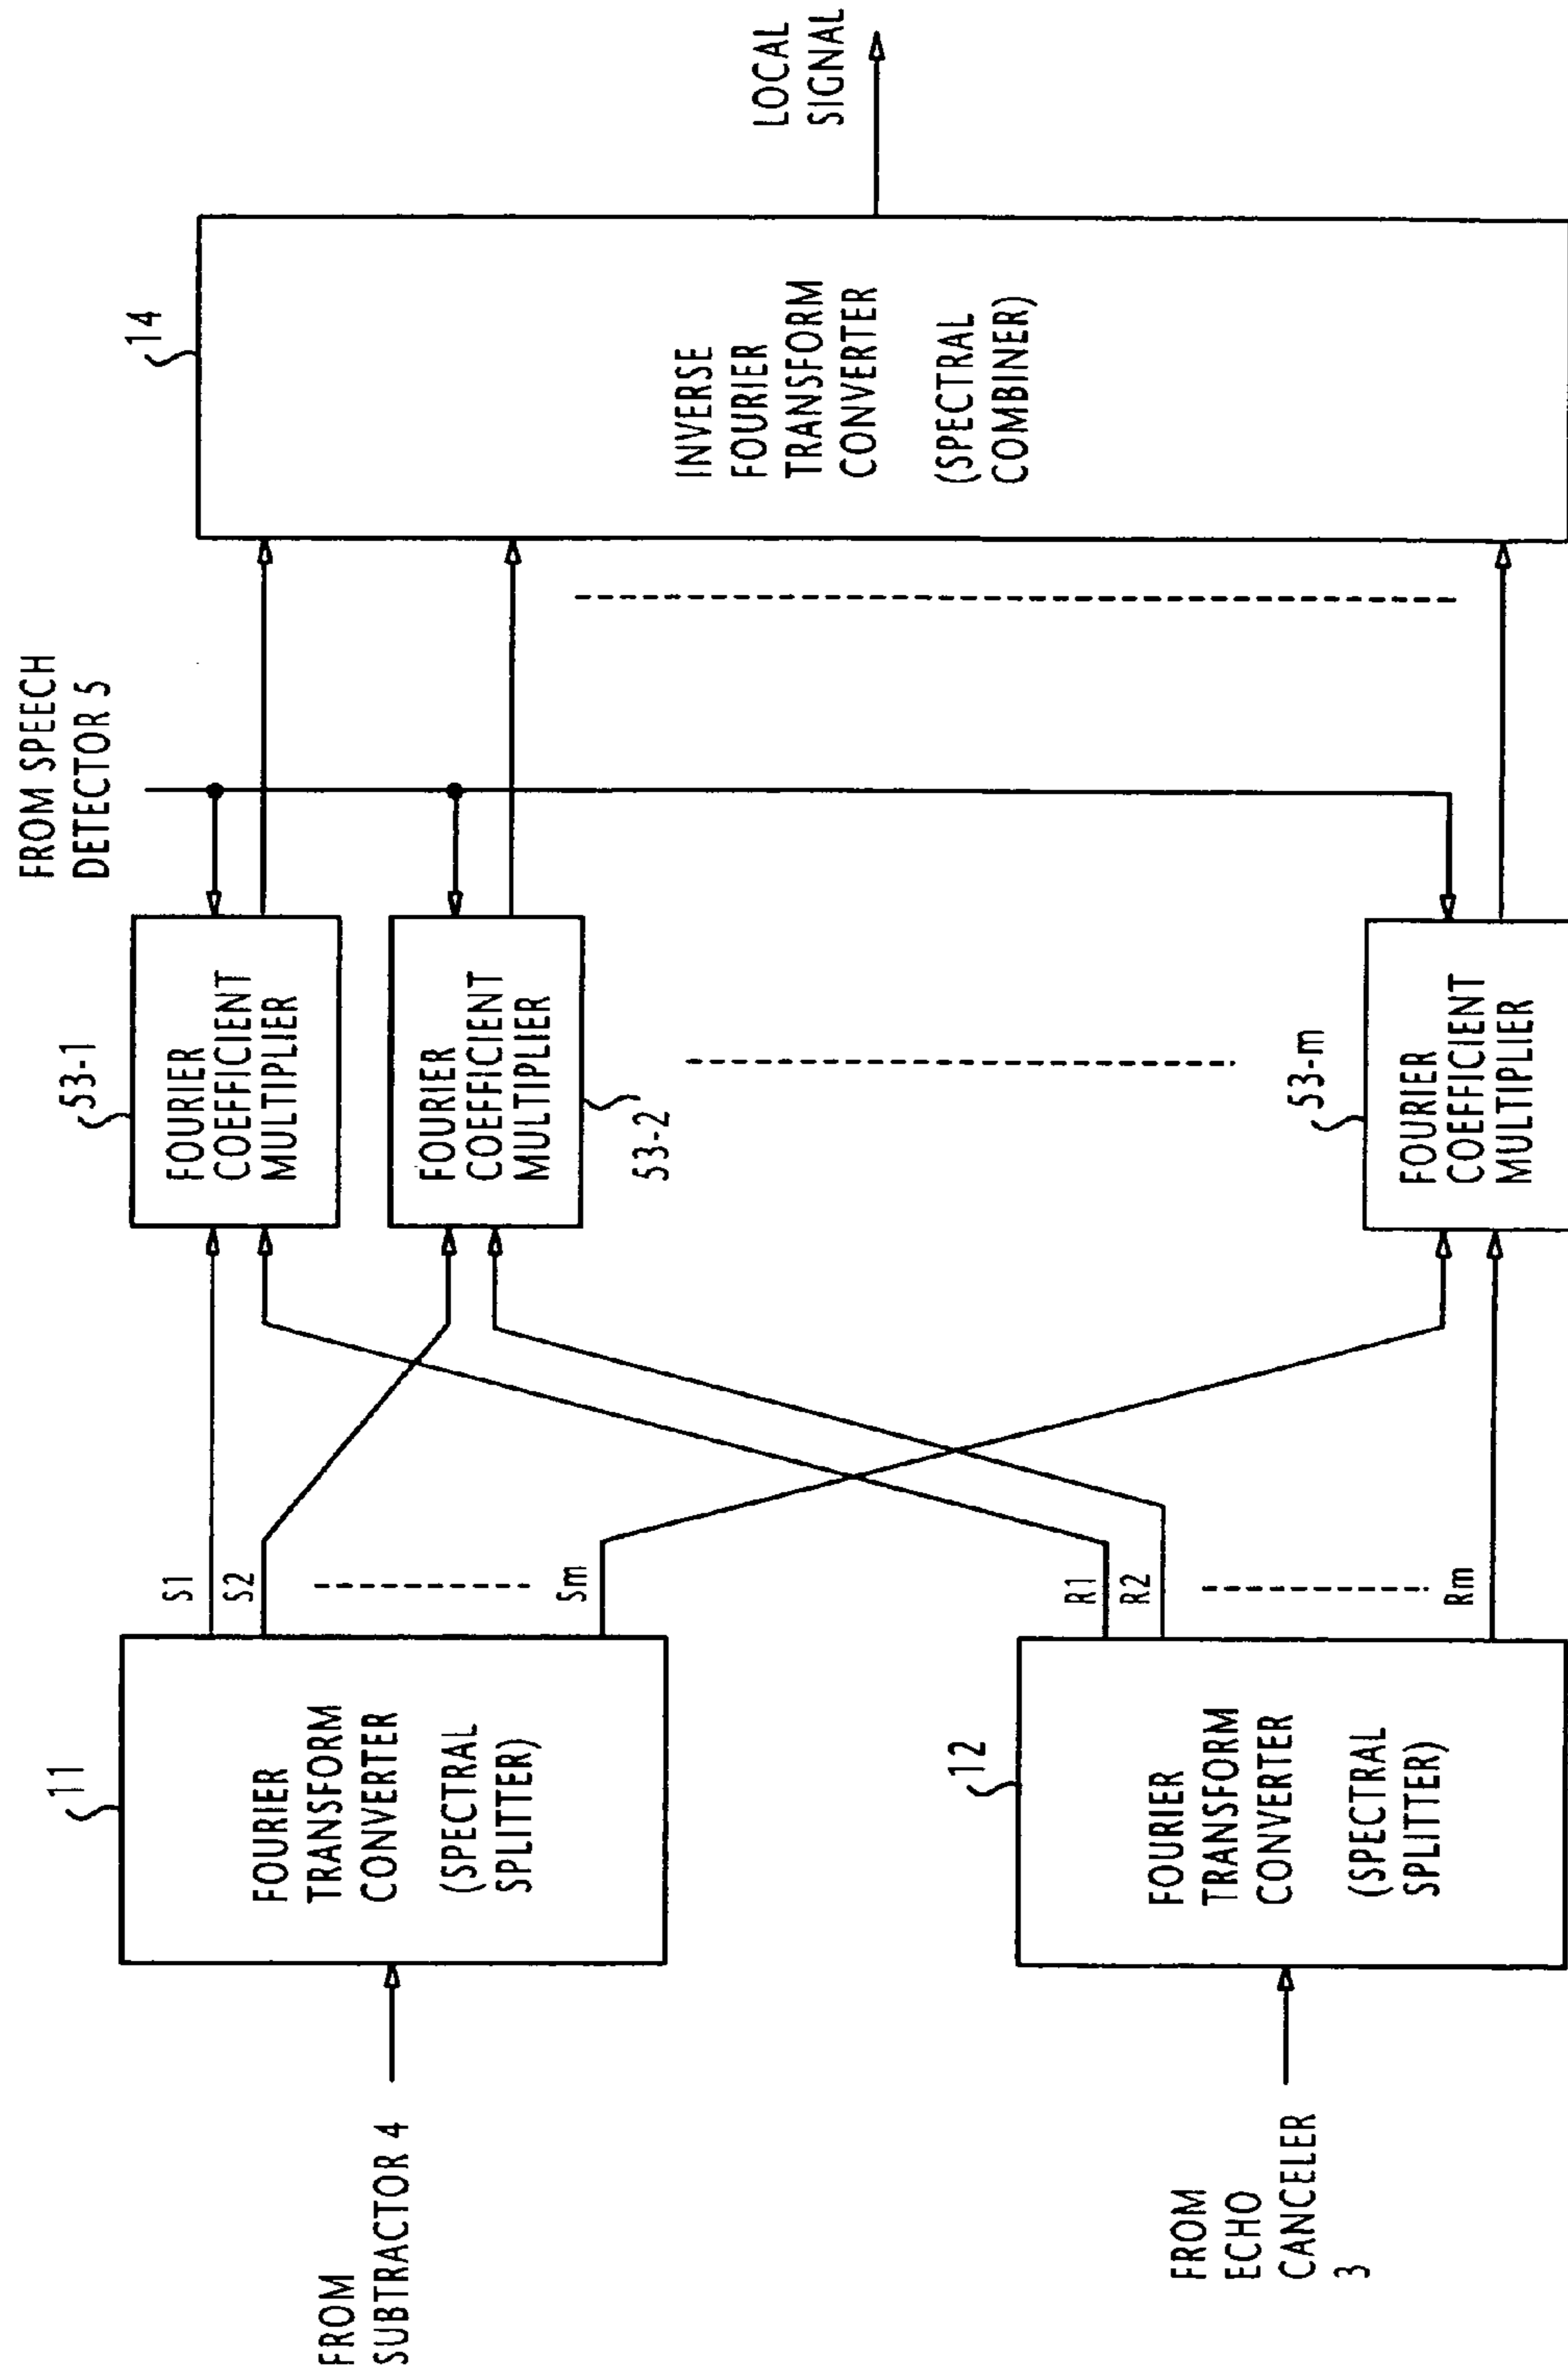 FROM
SUBTRACTOR 4
11
FOURIER
TRANSFORM
CONVERTER
(SPECTRAL
SPLITTER)
S1
S2
Sm
FROM
ECHO
CANCELER
3
12
FOURIER
TRANSFORM
CONVERTER
(SPECTRAL
SPLITTER)
R1
R2
Rm
53-1
FOURIER
COEFFICIENT
MULTIPLIER
FOURIER
COEFFICIENT
MULTIPLIER
53-2
53-m
FOURIER
COEFFICIENT
MULTIPLIER
FROM SPEECH
DETECTOR 5
14
INVERSE
FOURIER
TRANSFORM
CONVERTER
(SPECTRAL
COMBINER)
LOCAL
SIGNAL